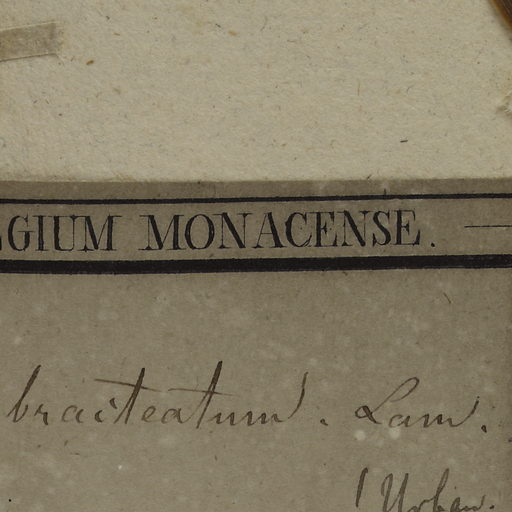 GIUM MONACENSE.
bracteatum. Lam.
! Urban.